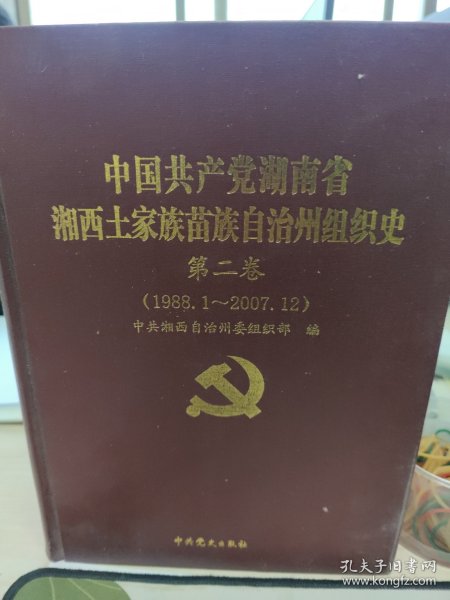 中国共产党湖南省
湘西土家族苗族自治州组织史
第二卷
(1988.1～2007.12)
中共湘西自治州委组织部 编
中共党史出版社
孔夫子旧书网
www.kongfz.com